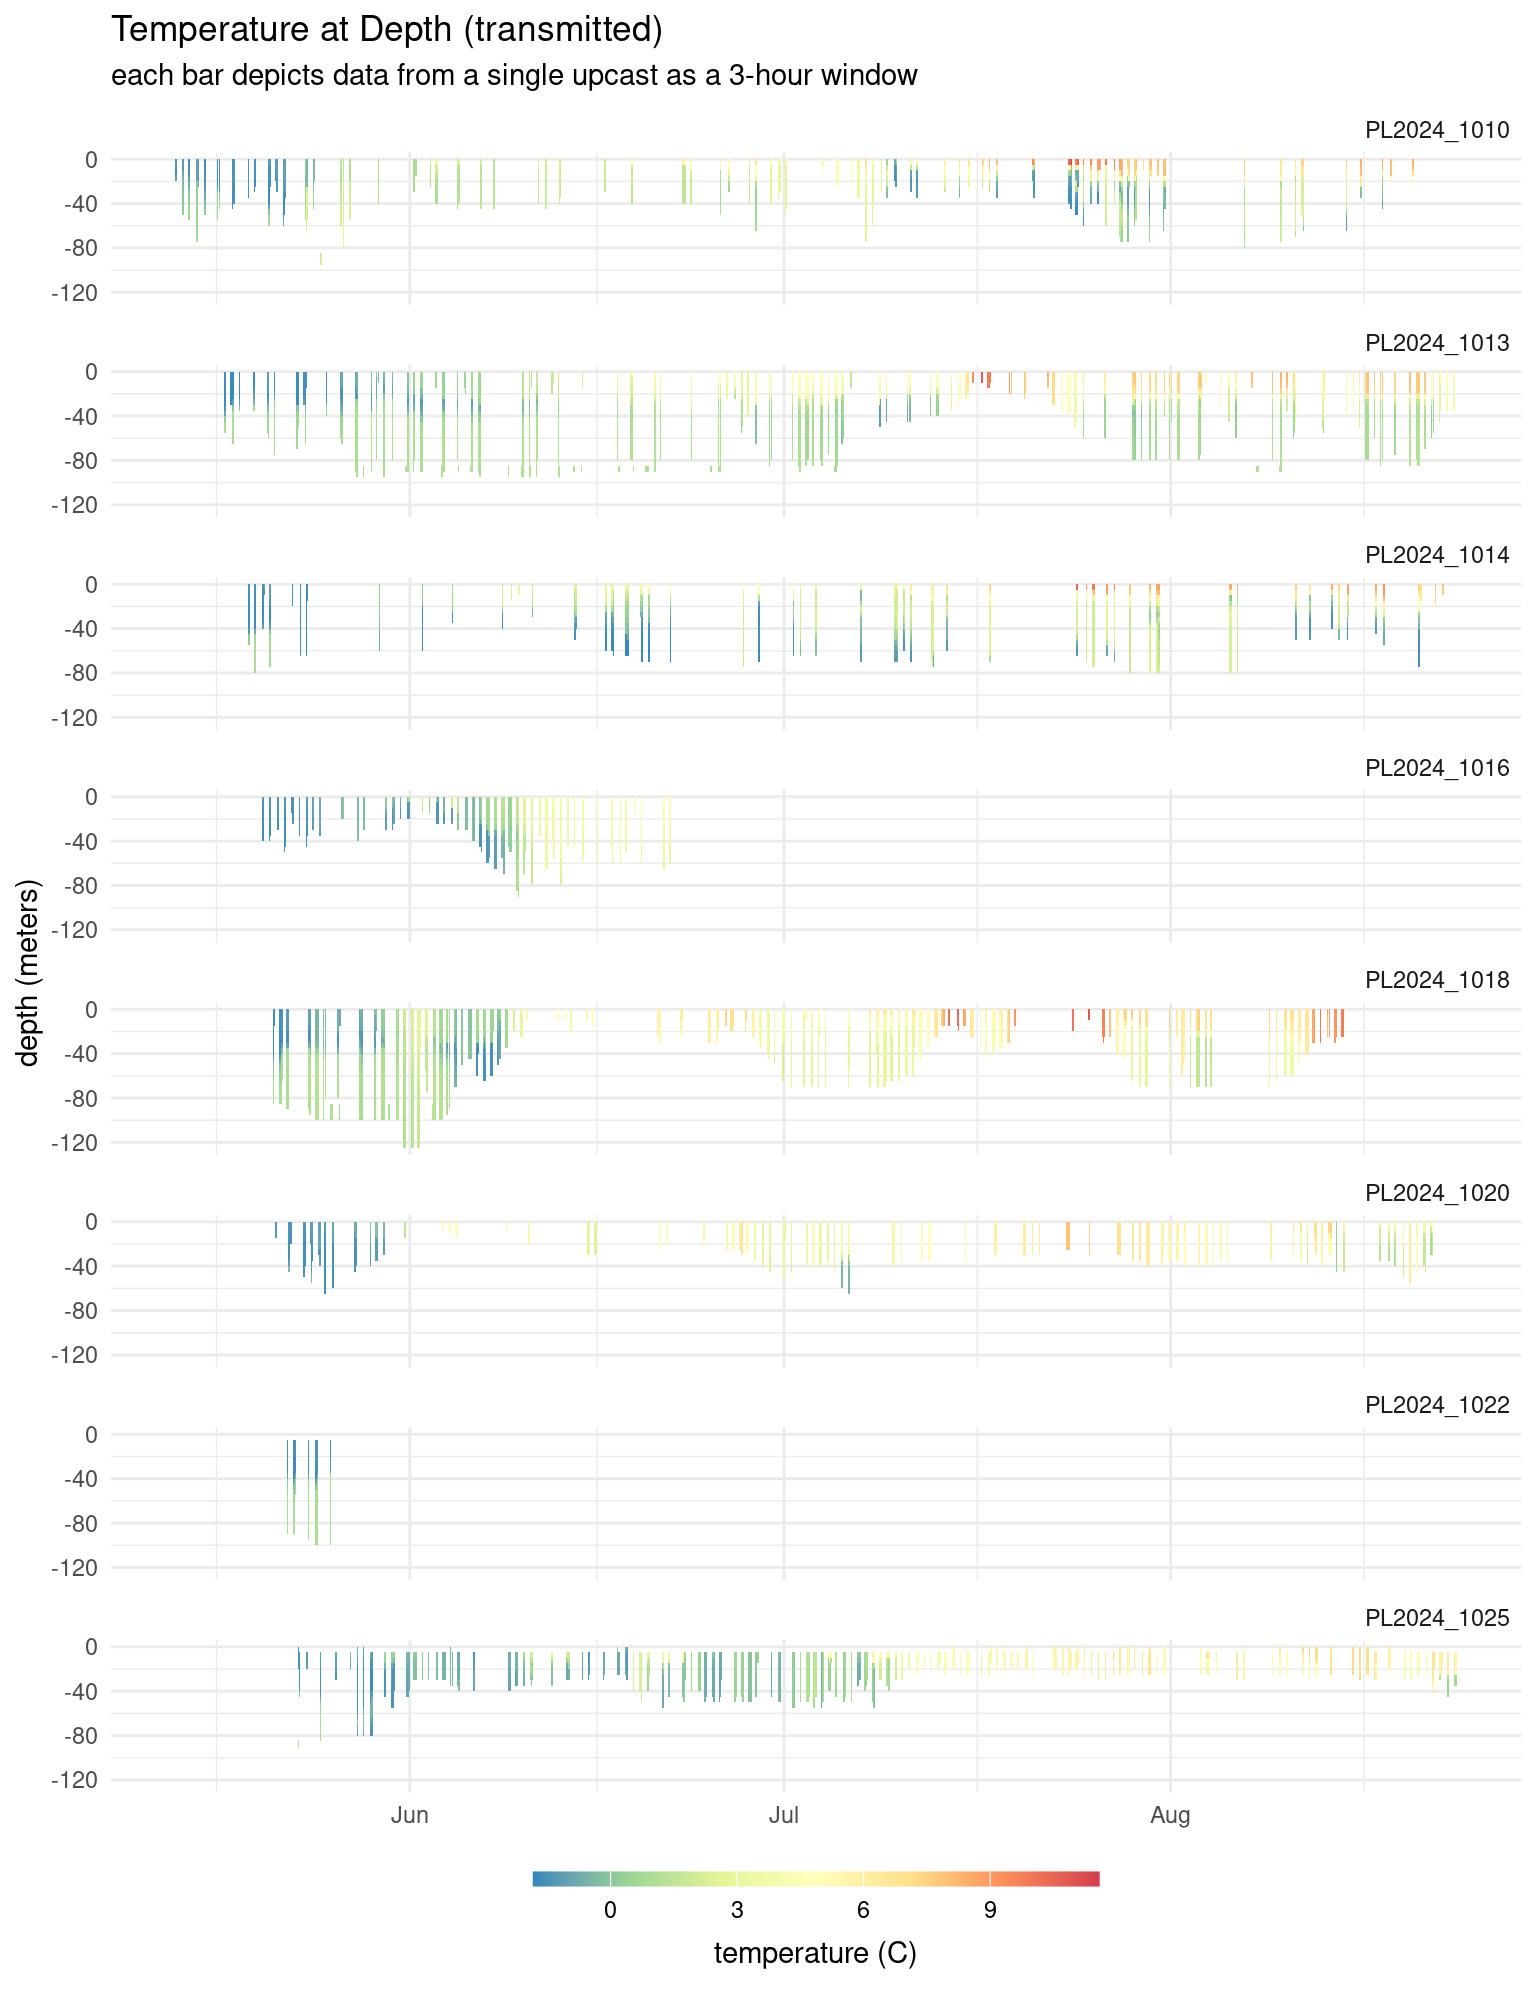 Temperature at Depth (transmitted)
each bar depicts data from a single upcast as a 3-hour window
PL2024_1010
0
-40
-80
-120
PL2024_1013
0
-40
-80
-120
PL2024_1014
0
-40
-80
-120
PL2024_1016
0
-40
-80
-120
depth (meters)
PL2024_1018
0
-40
-80
-120
PL2024_1020
0
-40
-80
-120
PL2024_1022
0
-40
-80
-120
PL2024_1025
0
-40
-80
-120
Jun Jul Aug
0 3 6 9
temperature (C)